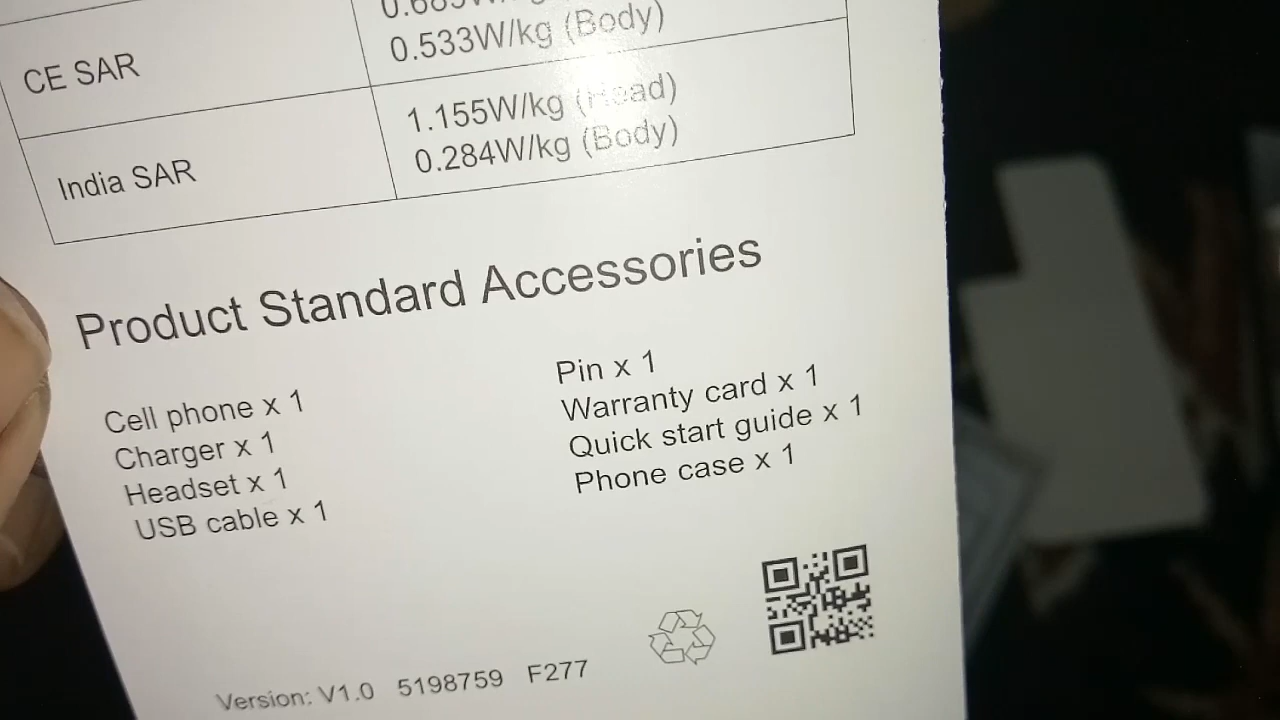 CE SAR
0.533W/kg (Body)
India SAR
1.155W/kg (Head)
0.284W/kg (Body)
Product Standard Accessories
Cell phone x 1
Charger x 1
Headset x 1
USB cable x 1
Pin x 1
Warranty card x 1
Quick start guide x 1
Phone case x 1
Version: V1.0 5198759 F277